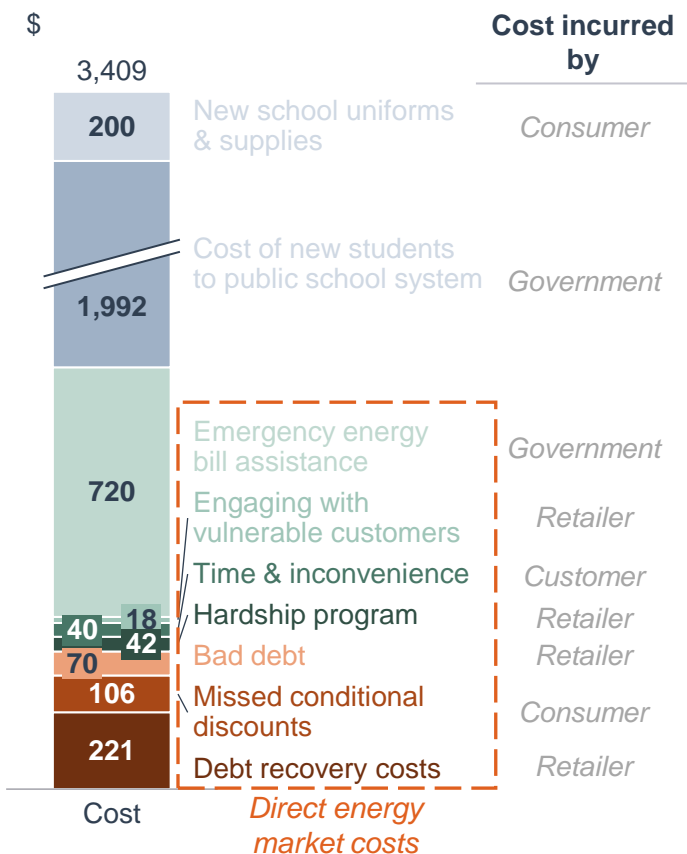 $
Cost incurred
by
3,409
200
New school uniforms
& supplies
Consumer
Cost of new students
to public school system
Government
1,992
Emergency energy
bill assistance
Government
720
Engaging with
vulnerable customers
Retailer
Time & inconvenience
Customer
18
Hardship program
Retailer
40
42
Bad debt
Retailer
70
106
Missed conditional
discounts
Consumer
221
Debt recovery costs
Retailer
Cost
Direct energy
market costs